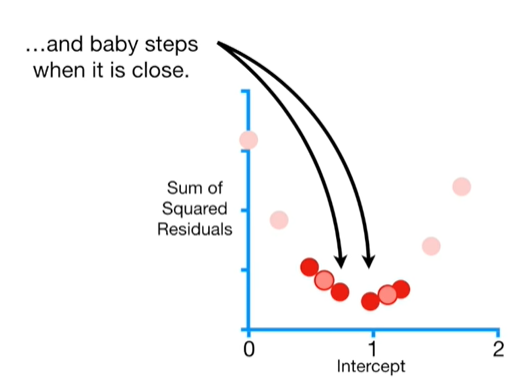 ...and baby steps
when it is close.
Sum of
Squared
Residuals
0
1
2
Intercept